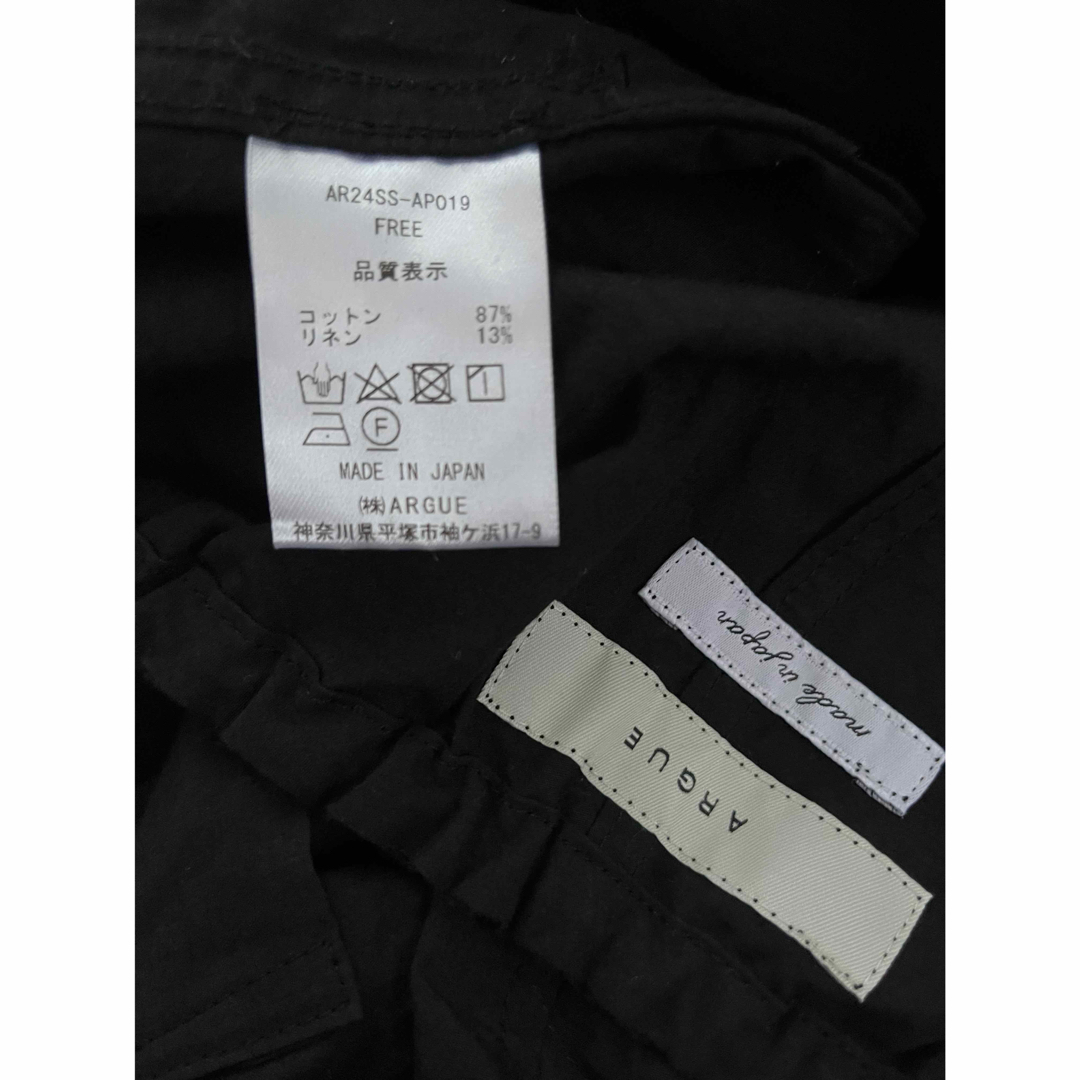 AR24SS-AP019
FREE
品質表示
コットン 87%
リネン 13%
F
MADE IN JAPAN
㈱ARGUE
神奈川県平塚市袖ケ浜17-9
made in japan
ARGUE